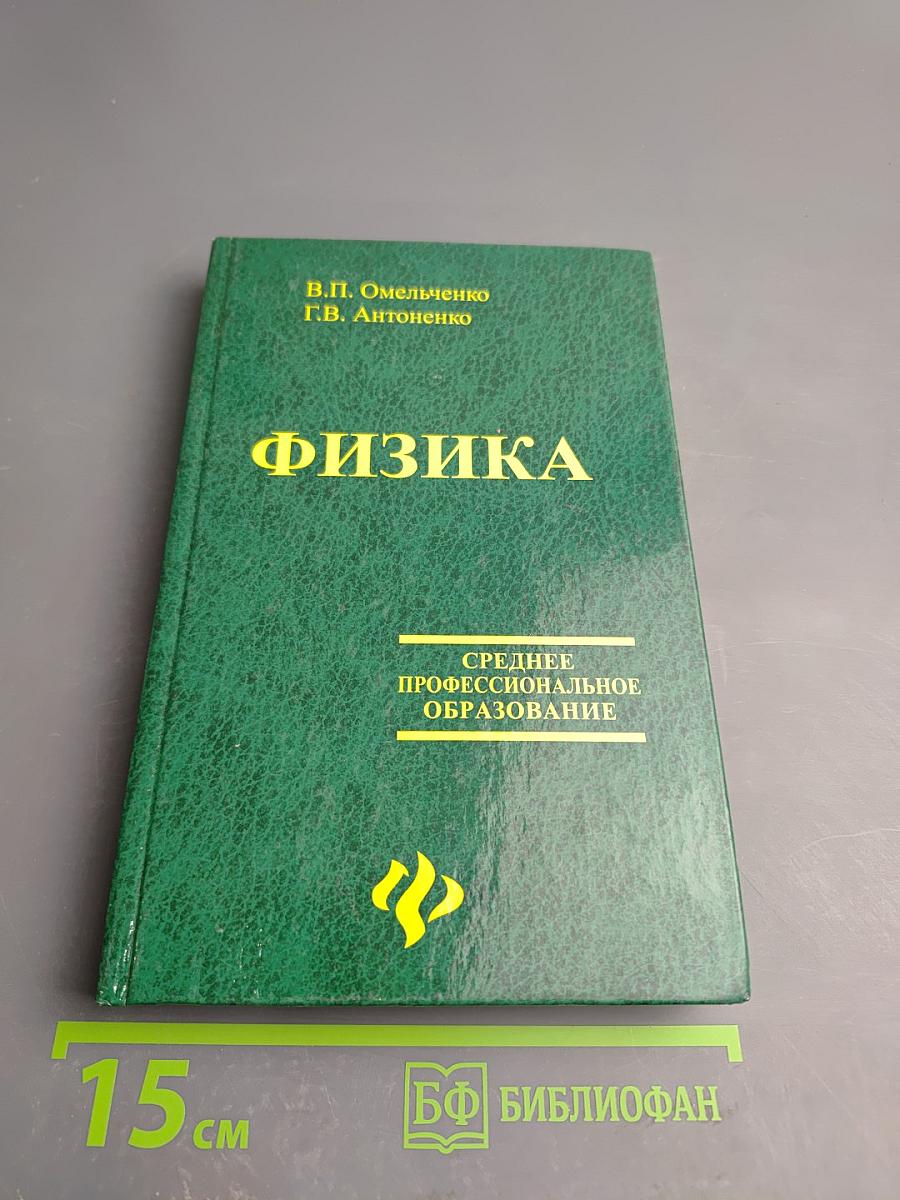 В.П. Омельченко
Г.В. Антоненко
ФИЗИКА
СРЕДНЕЕ
ПРОФЕССИОНАЛЬНОЕ
ОБРАЗОВАНИЕ
15 см
БФ БИБЛИОФАН